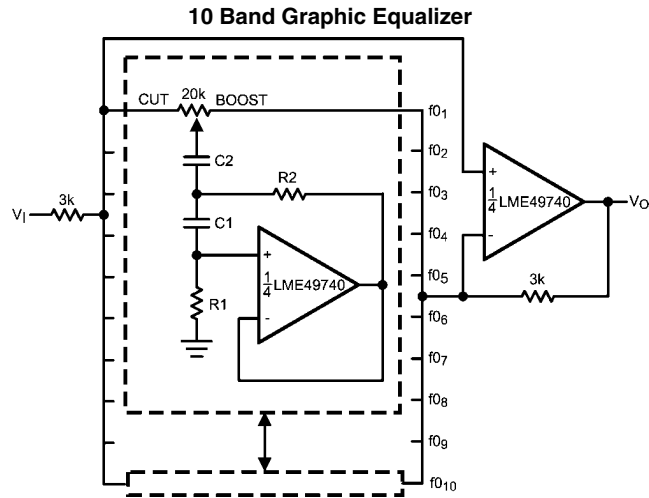 10 Band Graphic Equalizer
CUT 20k BOOST
f0₁
f0₂
C2
R2
f0₃
3k
V_I
C1
f0₄
+
1/4 LME49740
-
R1
f0₅
f0₆
f0₇
f0₈
f0₉
f0₁₀
+
1/4 LME49740
-
V_O
3k